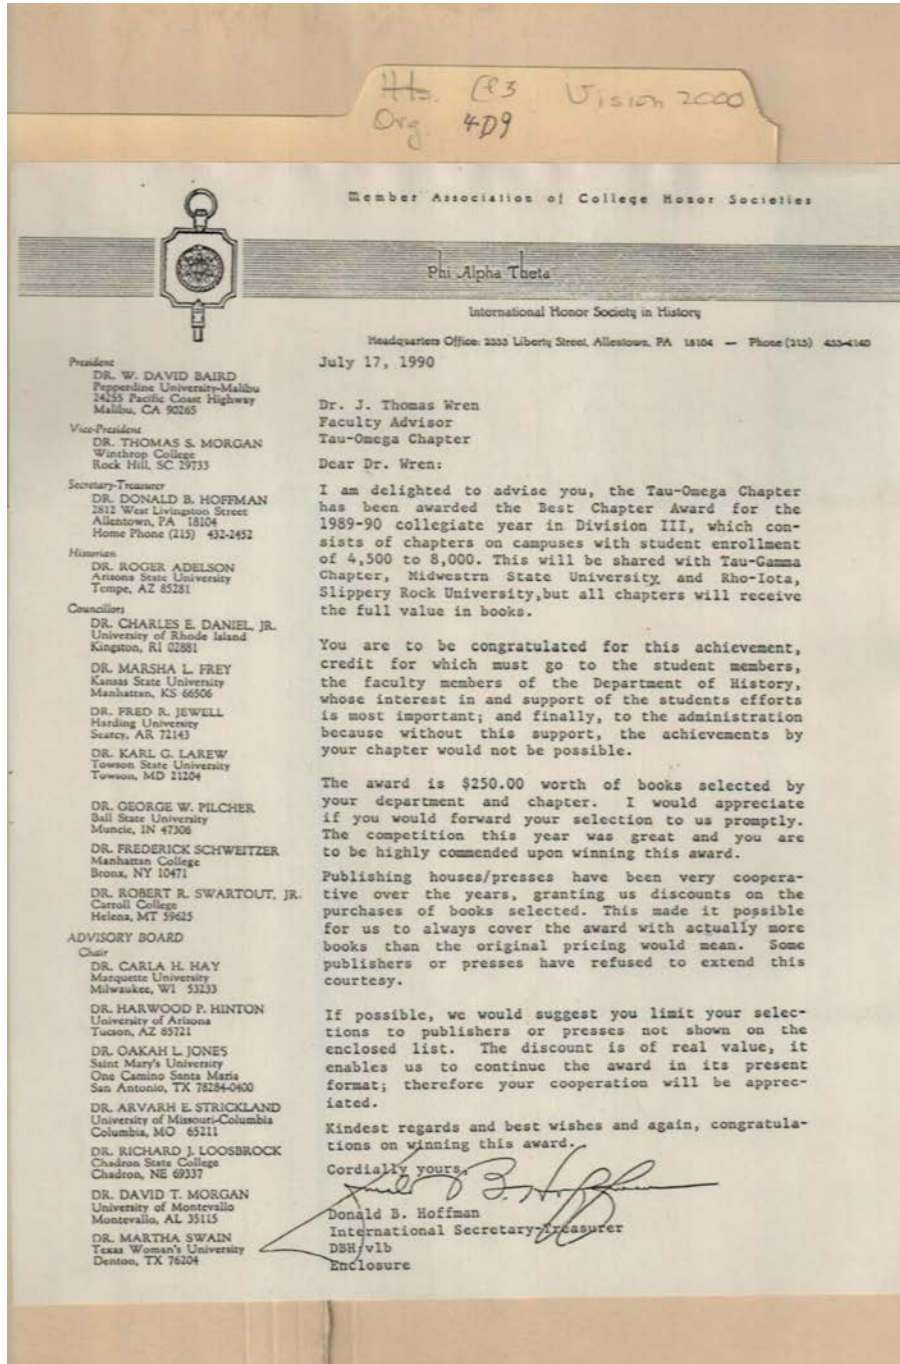 Hts. Vision 2000
Org. 4D9
Member Association of College Honor Societies
Phi Alpha Theta
International Honor Society in History
Headquarters Office: 2333 Liberty Street, Allentown, PA 18104 — Phone (215) 433-4140
President
DR. W. DAVID BAIRD
Pepperdine University-Malibu
24255 Pacific Coast Highway
Malibu, CA 90265
Vice-President
DR. THOMAS S. MORGAN
Winthrop College
Rock Hill, SC 29733
Secretary-Treasurer
DR. DONALD B. HOFFMAN
2812 West Livingston Street
Allentown, PA 18104
Home Phone (215) 432-2452
Historian
DR. ROGER ADELSON
Arizona State University
Tempe, AZ 85281
Councillors
DR. CHARLES E. DANIEL, JR.
University of Rhode Island
Kingston, RI 02881
DR. MARSHA L. FREY
Kansas State University
Manhattan, KS 66506
DR. FRED R. JEWELL
Harding University
Searcy, AR 72143
DR. KARL G. LAREW
Towson State University
Towson, MD 21204
DR. GEORGE W. PILCHER
Ball State University
Muncie, IN 47306
DR. FREDERICK SCHWEITZER
Manhattan College
Bronx, NY 10471
DR. ROBERT R. SWARTOUT, JR.
Carroll College
Helena, MT 59625
ADVISORY BOARD
Chair
DR. CARLA H. HAY
Marquette University
Milwaukee, WI 53233
DR. HARWOOD P. HINTON
University of Arizona
Tucson, AZ 85721
DR. OAKAH L. JONES
Saint Mary's University
One Camino Santa Maria
San Antonio, TX 78284-0400
DR. ARVARH E. STRICKLAND
University of Missouri-Columbia
Columbia, MO 65211
DR. RICHARD J. LOOSBROCK
Chadron State College
Chadron, NE 69337
DR. DAVID T. MORGAN
University of Montevallo
Montevallo, AL 35115
DR. MARTHA SWAIN
Texas Woman's University
Denton, TX 76204
July 17, 1990
Dr. J. Thomas Wren
Faculty Advisor
Tau-Omega Chapter
Dear Dr. Wren:
I am delighted to advise you, the Tau-Omega Chapter
has been awarded the Best Chapter Award for the
1989-90 collegiate year in Division III, which con-
sists of chapters on campuses with student enrollment
of 4,500 to 8,000. This will be shared with Tau-Gamma
Chapter, Midwestrn State University and Rho-Iota,
Slippery Rock University,but all chapters will receive
the full value in books.
You are to be congratulated for this achievement,
credit for which must go to the student members,
the faculty members of the Department of History,
whose interest in and support of the students efforts
is most important; and finally, to the administration
because without this support, the achievements by
your chapter would not be possible.
The award is $250.00 worth of books selected by
your department and chapter. I would appreciate
if you would forward your selection to us promptly.
The competition this year was great and you are
to be highly commended upon winning this award.
Publishing houses/presses have been very coopera-
tive over the years, granting us discounts on the
purchases of books selected. This made it possible
for us to always cover the award with actually more
books than the original pricing would mean. Some
publishers or presses have refused to extend this
courtesy.
If possible, we would suggest you limit your selec-
tions to publishers or presses not shown on the
enclosed list. The discount is of real value, it
enables us to continue the award in its present
format; therefore your cooperation will be apprec-
iated.
Kindest regards and best wishes and again, congratula-
tions on winning this award.
Cordially yours,
Donald B. Hoffman
International Secretary-Treasurer
DBH/vlb
Enclosure